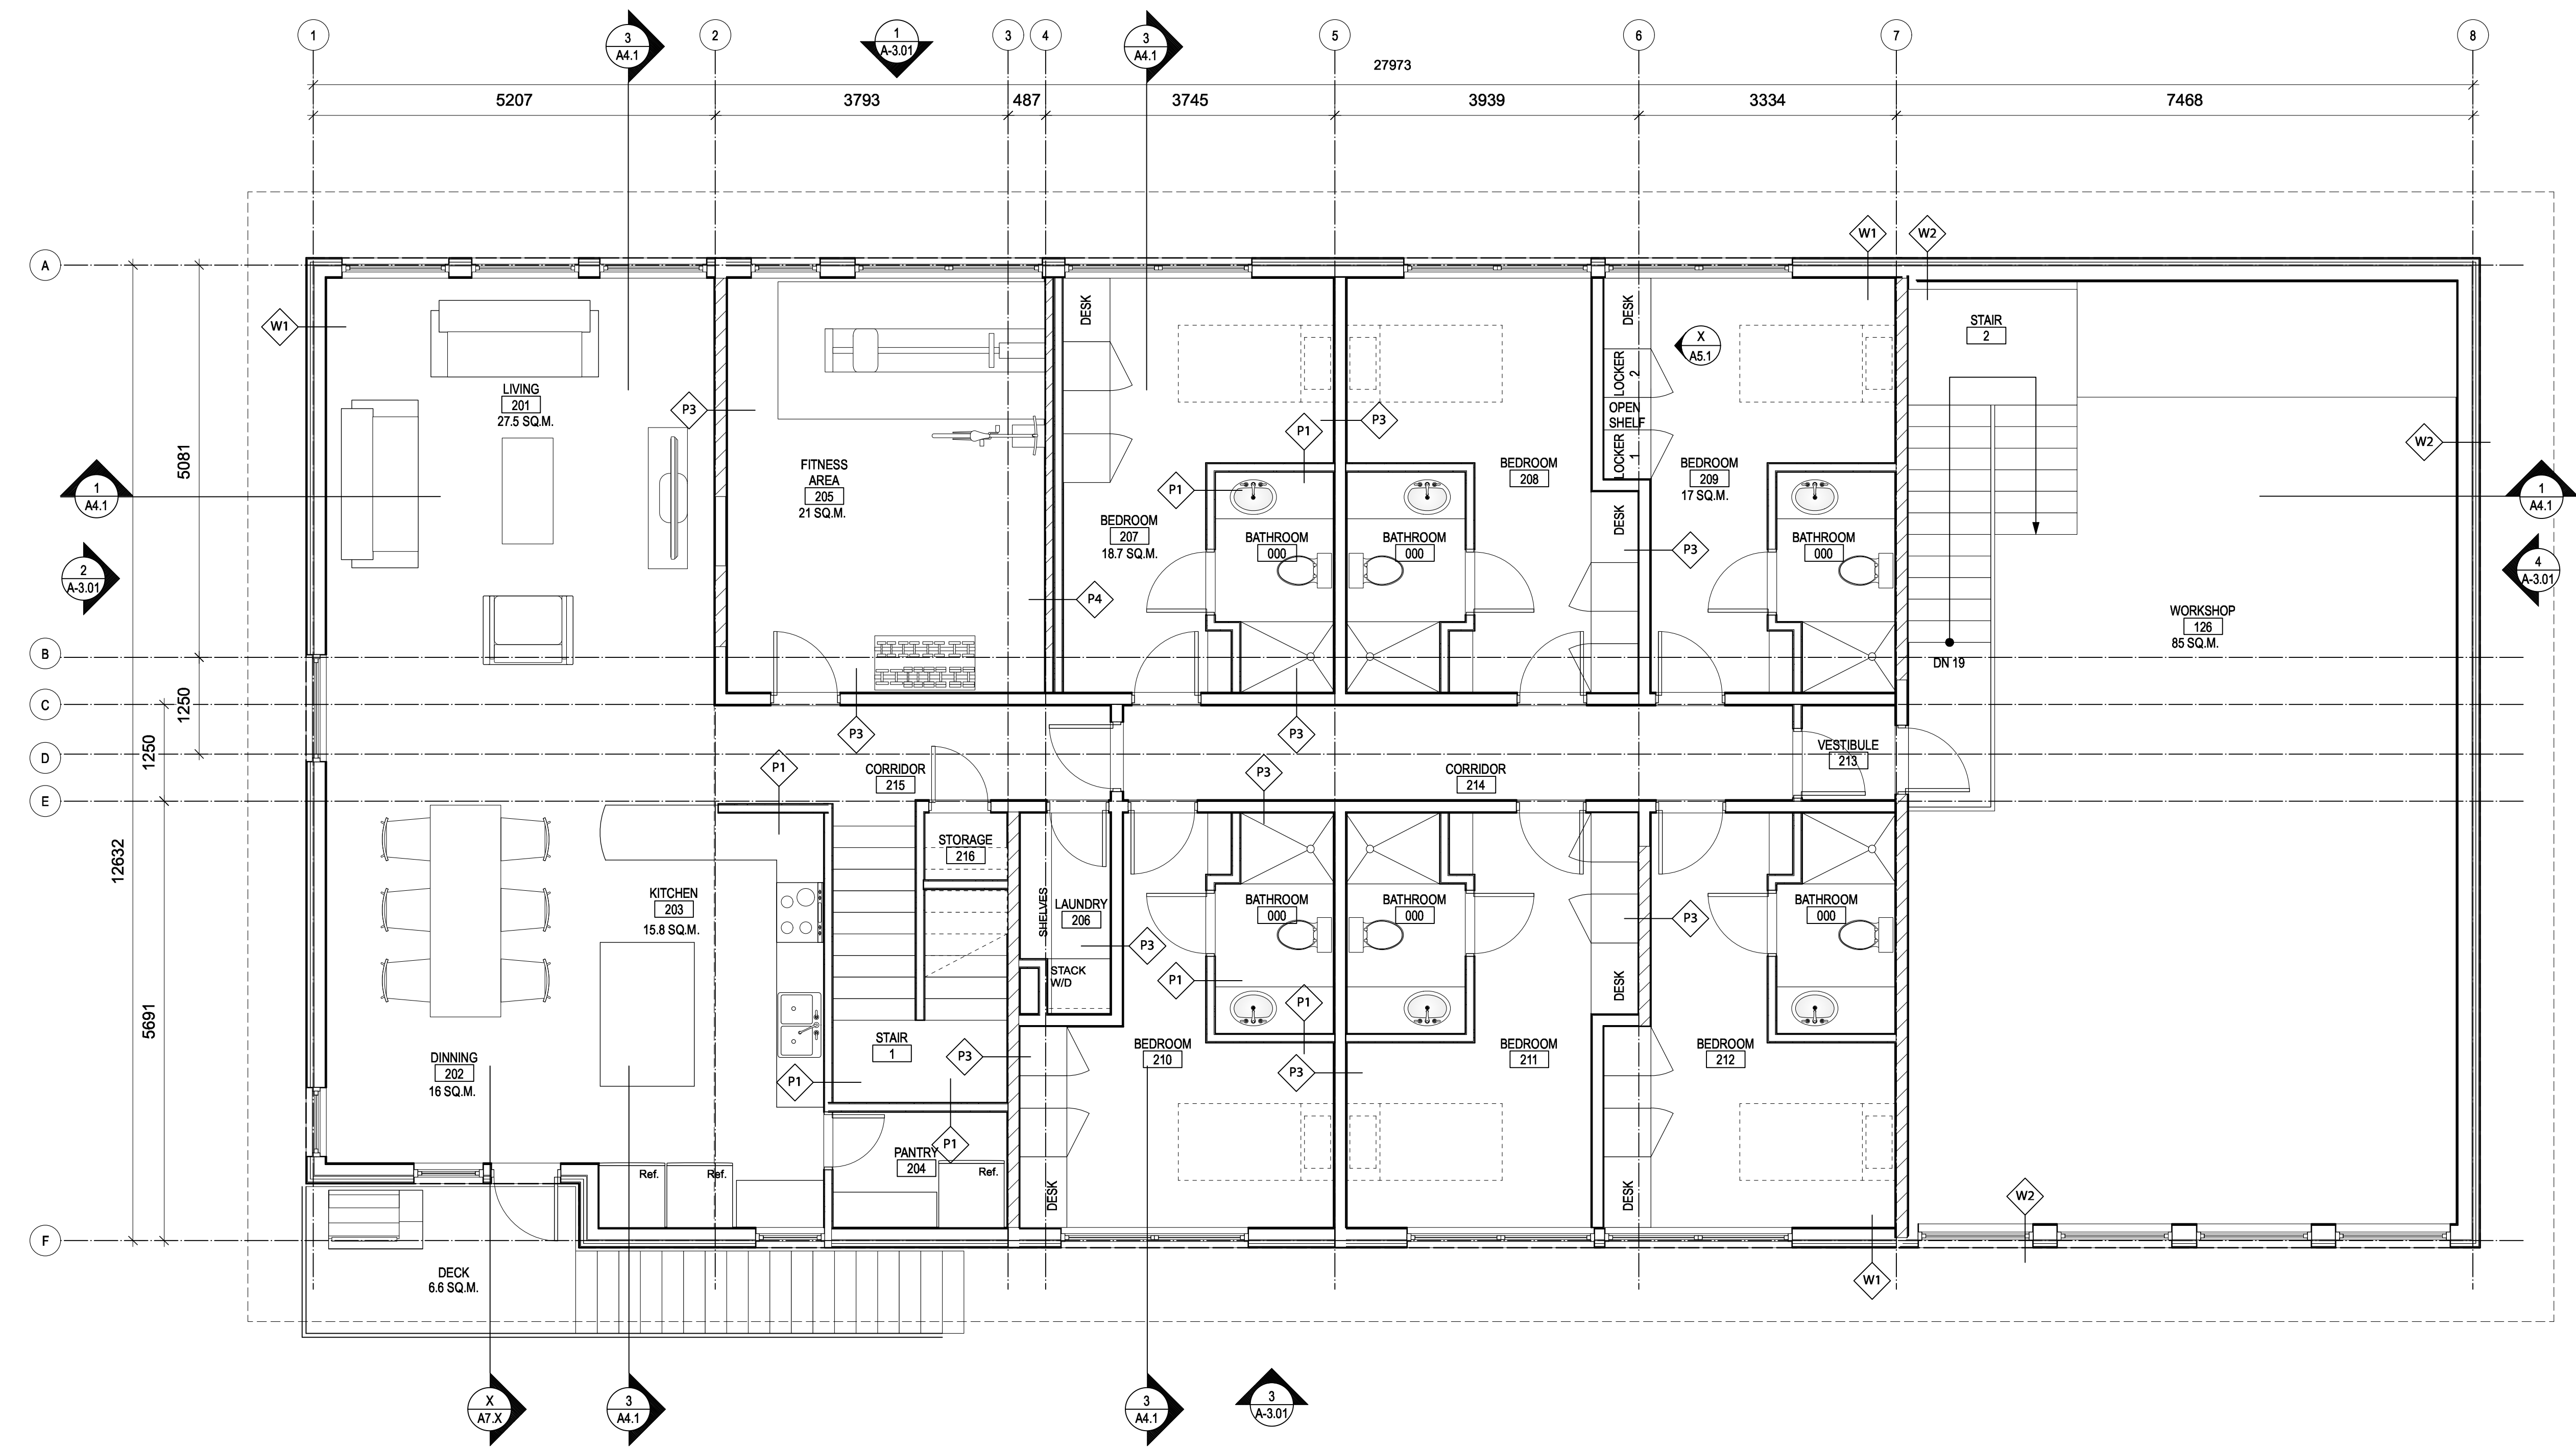 1
3
A4.1
2
1
A-3.01
3
4
3
A4.1
5
6
7
8
27973
5207
3793
487
3745
3939
3334
7468
A
W1
W2
W1
DESK
DESK
STAIR
2
X
A5.1
LOCKER 2
OPEN
SHELF
LOCKER 1
LIVING
201
27.5 SQ.M.
P3
P1
P3
W2
5081
1
A4.1
FITNESS
AREA
205
21 SQ.M.
BEDROOM
208
BEDROOM
209
17 SQ.M.
P1
1
A4.1
BEDROOM
207
18.7 SQ.M.
DESK
BATHROOM
000
BATHROOM
000
P3
BATHROOM
000
2
A-3.01
4
A-3.01
P4
WORKSHOP
126
85 SQ.M.
B
DN 19
C
1250
P3
P3
D
1250
VESTIBULE
213
P1
CORRIDOR
215
P3
CORRIDOR
214
E
12632
STORAGE
216
KITCHEN
203
15.8 SQ.M.
SHELVES
LAUNDRY
206
BATHROOM
000
BATHROOM
000
P3
BATHROOM
000
P3
STACK
W/D
P1
DESK
P1
5691
STAIR
1
P3
BEDROOM
210
BEDROOM
211
BEDROOM
212
DINNING
202
16 SQ.M.
P1
P3
P1
PANTRY
204
Ref.
Ref.
Ref.
DESK
DESK
W2
F
DECK
6.6 SQ.M.
W1
X
A7.X
3
A4.1
3
A4.1
3
A-3.01